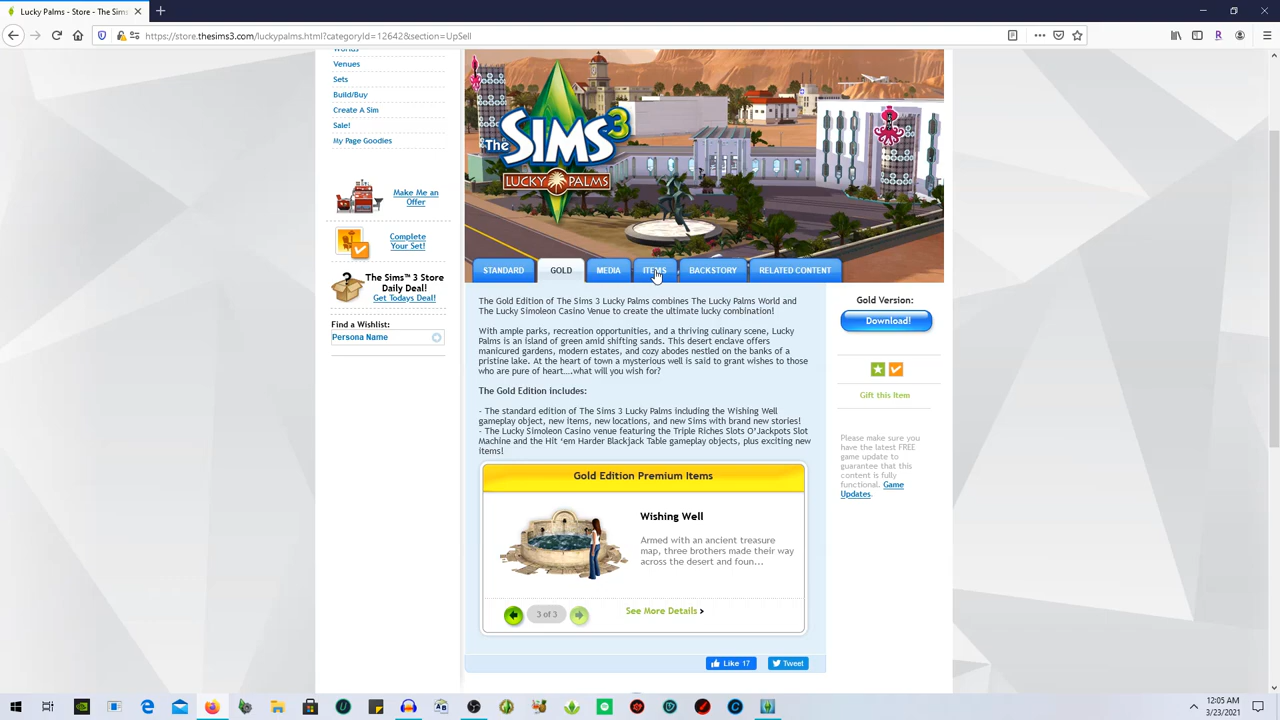 Lucky Palms - The Sims™ 3
https://store.thesims3.com/luckypalms.html?categoryId=12642&section=UpSell
Worlds
Venues
Sets
Build/Buy
Create A Sim
Sale!
My Page Goodies
Make Me an
Offer
Complete
Your Set!
The Sims™ 3 Store
Daily Deal!
Get Todays Deal!
Find a Wishlist:
Persona Name
The SIMS 3
LUCKY PALMS
STANDARD
GOLD
MEDIA
ITEMS
BACKSTORY
RELATED CONTENT
The Gold Edition of The Sims 3 Lucky Palms combines The Lucky Palms World and
The Lucky Simoleon Casino Venue to create the ultimate lucky combination!
With ample parks, recreation opportunities, and a thriving culinary scene, Lucky
Palms is an island of green amid shifting sands. This desert enclave offers
manicured gardens, modern estates, and cozy abodes nestled on the banks of a
pristine lake. At the heart of town a mysterious well is said to grant wishes to those
who are pure of heart….what will you wish for?
The Gold Edition includes:
- The standard edition of The Sims 3 Lucky Palms including the Wishing Well
gameplay object, new items, new locations, and new Sims with brand new stories!
- The Lucky Simoleon Casino venue featuring the Triple Riches Slots O'Jackpots Slot
Machine and the Hit 'em Harder Blackjack Table gameplay objects, plus exciting new
items!
Gold Edition Premium Items
Wishing Well
Armed with an ancient treasure
map, three brothers made their way
across the desert and foun...
3 of 3
See More Details >
Like 17
Tweet
Gold Version:
Download!
Gift this Item
Please make sure you
have the latest FREE
game update to
guarantee that this
content is fully
functional. Game
Updates.
12:05 AM
3/23/2021